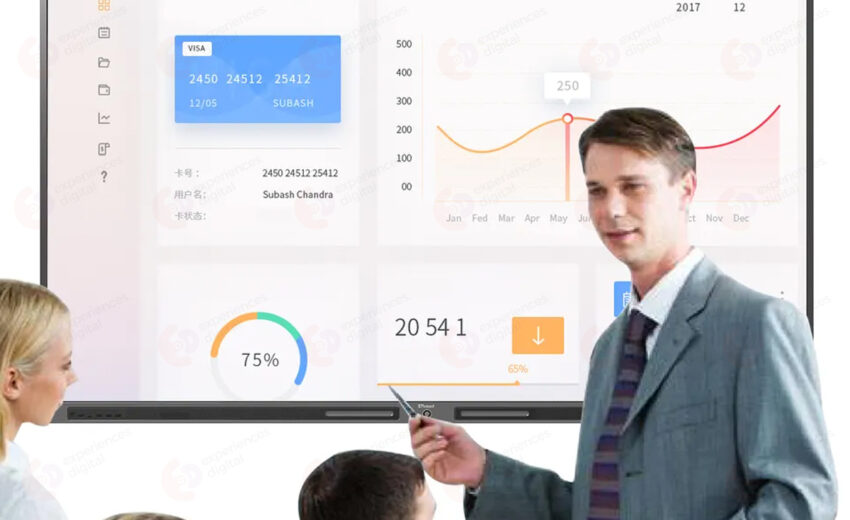 2017 12
VISA
2450 24512 25412
12/05 SUBASH
卡号： 2450 24512 25412
用户名： Subash Chandra
卡状态：
500
400
300
250
200
100
00
Jan Fed Mar Apr May Nov Dec
75%
20 54 1
65%
experiences
digital